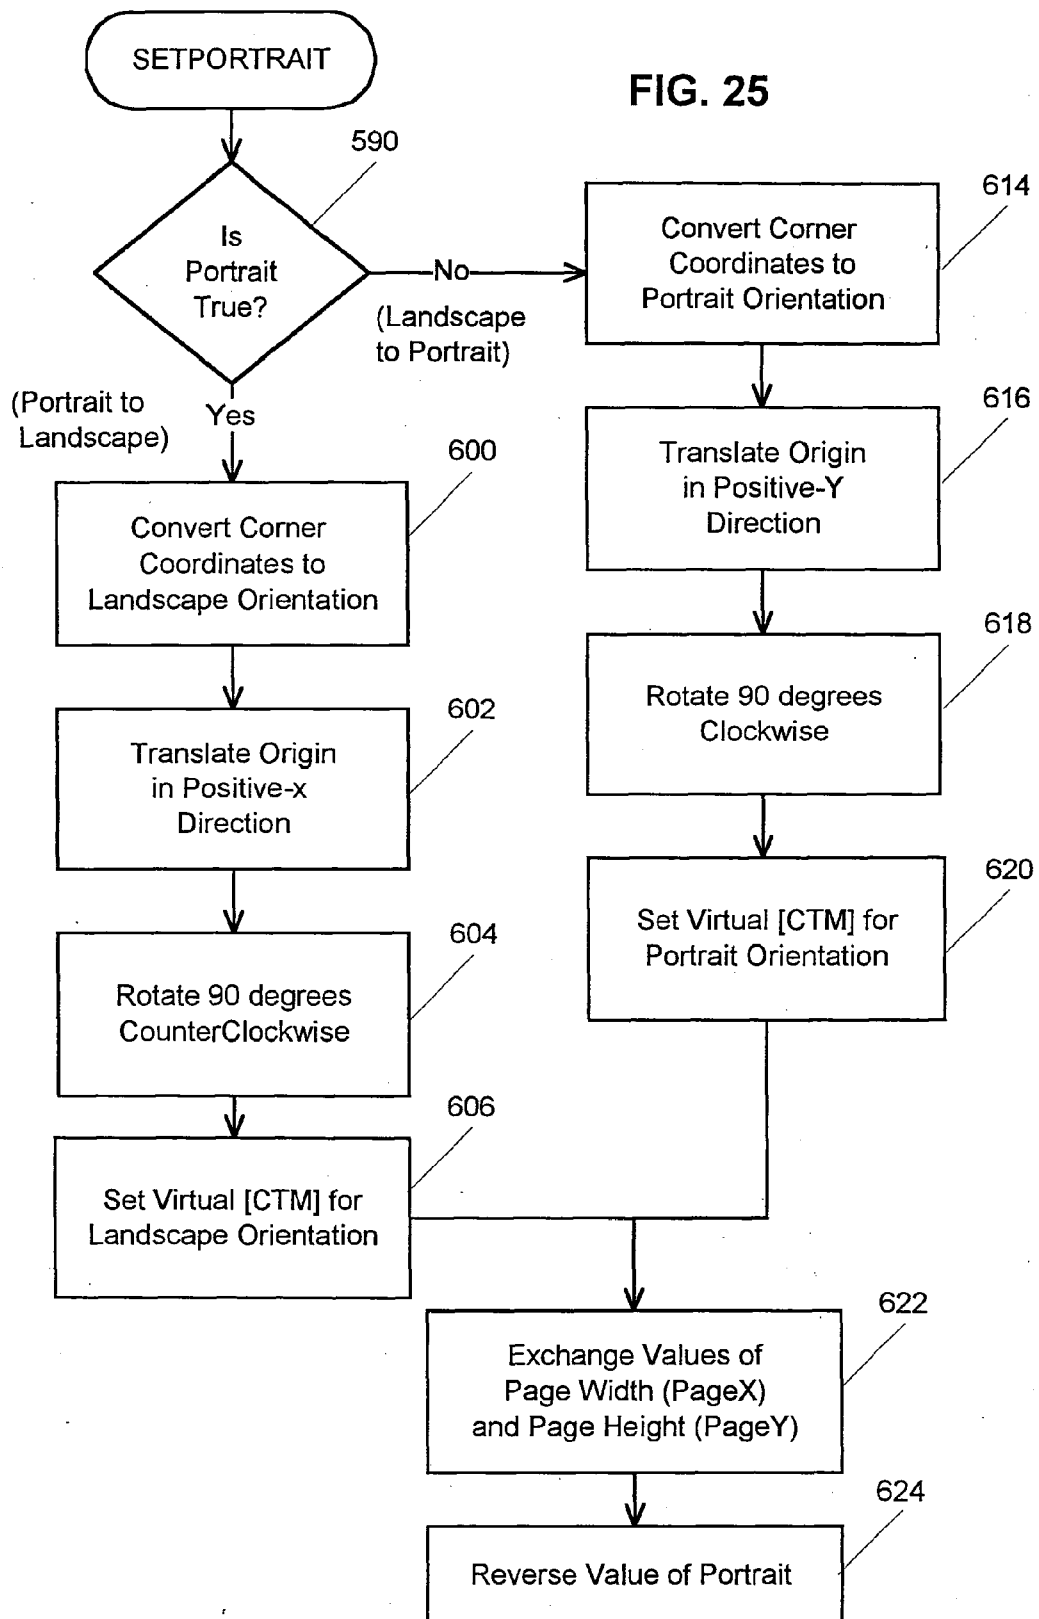 SETPORTRAIT
FIG. 25
590
Is
Portrait
True?
No
(Landscape
to Portrait)
(Portrait to
Landscape)
Yes
600
Convert Corner
Coordinates to
Landscape Orientation
602
Translate Origin
in Positive-x
Direction
604
Rotate 90 degrees
CounterClockwise
606
Set Virtual [CTM] for
Landscape Orientation
614
Convert Corner
Coordinates to
Portrait Orientation
616
Translate Origin
in Positive-Y
Direction
618
Rotate 90 degrees
Clockwise
620
Set Virtual [CTM] for
Portrait Orientation
622
Exchange Values of
Page Width (PageX)
and Page Height (PageY)
624
Reverse Value of Portrait